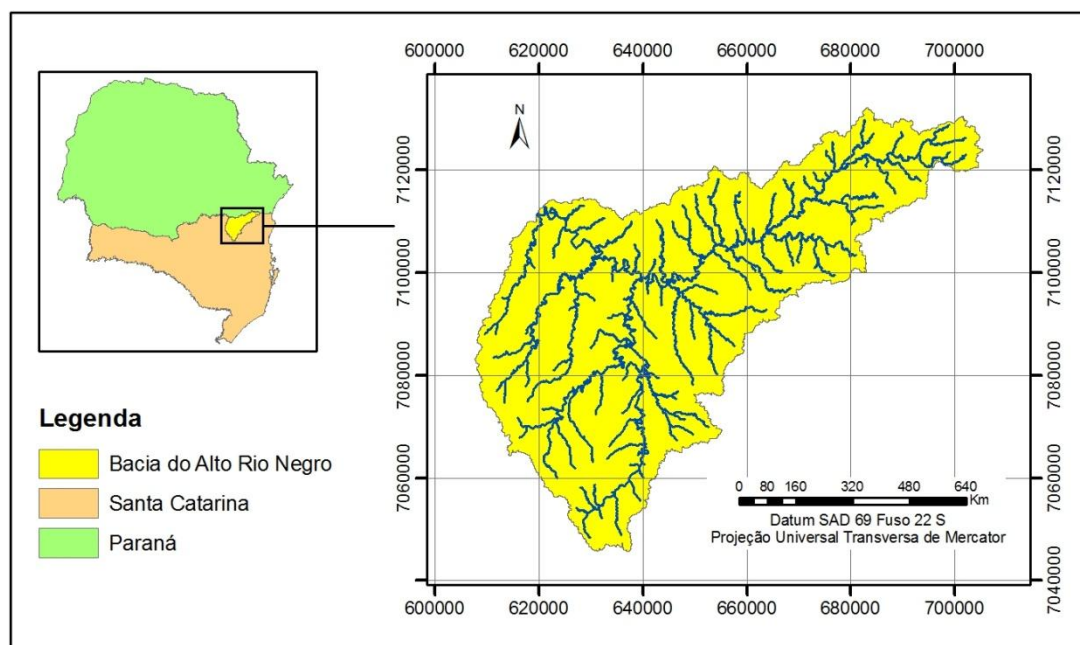 600000 620000 640000 660000 680000 700000
N
7120000
7100000
7080000
7060000
7040000
7120000
7100000
7080000
7060000
7040000
Legenda
Bacia do Alto Rio Negro
Santa Catarina
Paraná
0 80 160 320 480 640
Km
Datum SAD 69 Fuso 22 S
Projeção Universal Transversa de Mercator
600000 620000 640000 660000 680000 700000